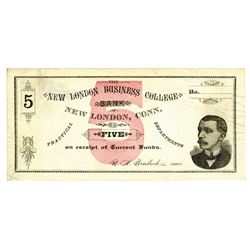 THE
NEW LONDON BUSINESS COLLEGE
BANK
No.
NEW LONDON, CONN.
5
5
PRACTICAL
FIVE
DEPARTMENTS
on receipt of Current Funds.